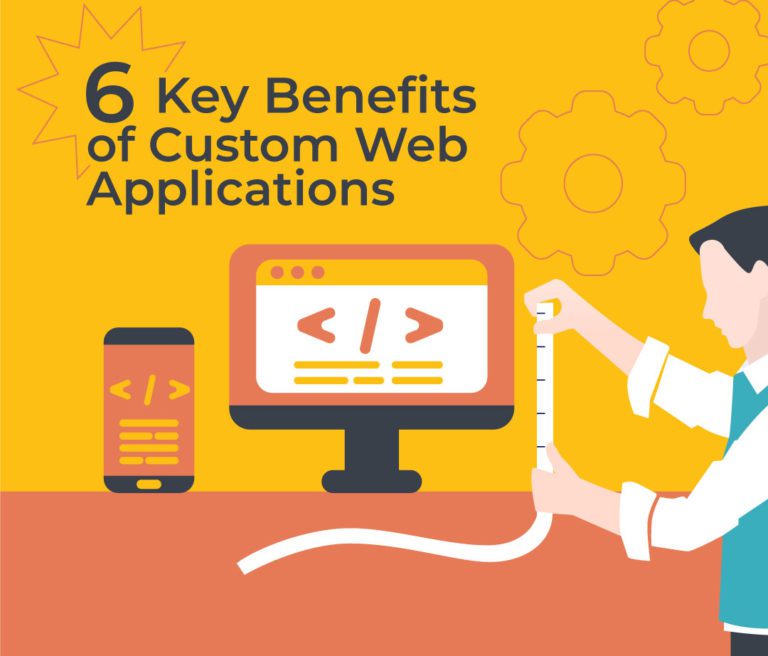 6 Key Benefits
of Custom Web
Applications
</> 
</>